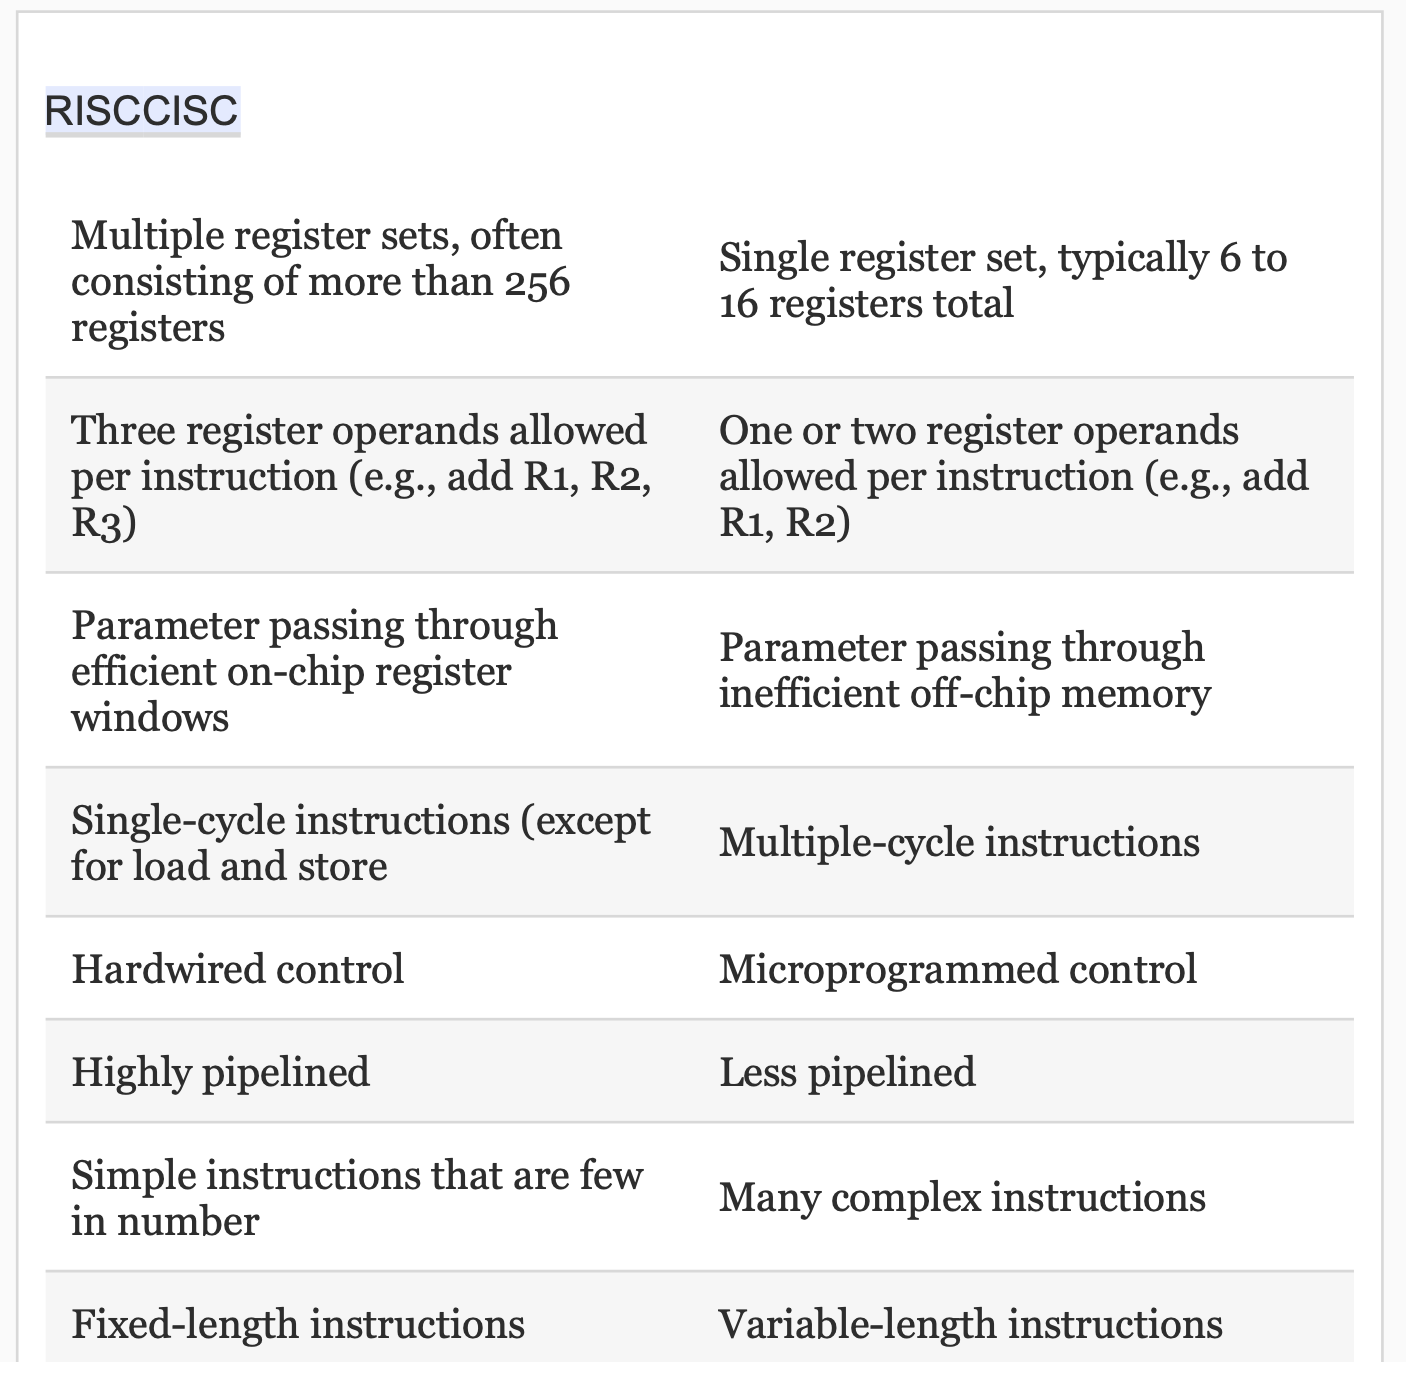 RISCCISC
Multiple register sets, often
consisting of more than 256
registers
Single register set, typically 6 to
16 registers total
Three register operands allowed
per instruction (e.g., add R1, R2,
R3)
One or two register operands
allowed per instruction (e.g., add
R1, R2)
Parameter passing through
efficient on-chip register
windows
Parameter passing through
inefficient off-chip memory
Single-cycle instructions (except
for load and store
Multiple-cycle instructions
Hardwired control
Microprogrammed control
Highly pipelined
Less pipelined
Simple instructions that are few
in number
Many complex instructions
Fixed-length instructions
Variable-length instructions